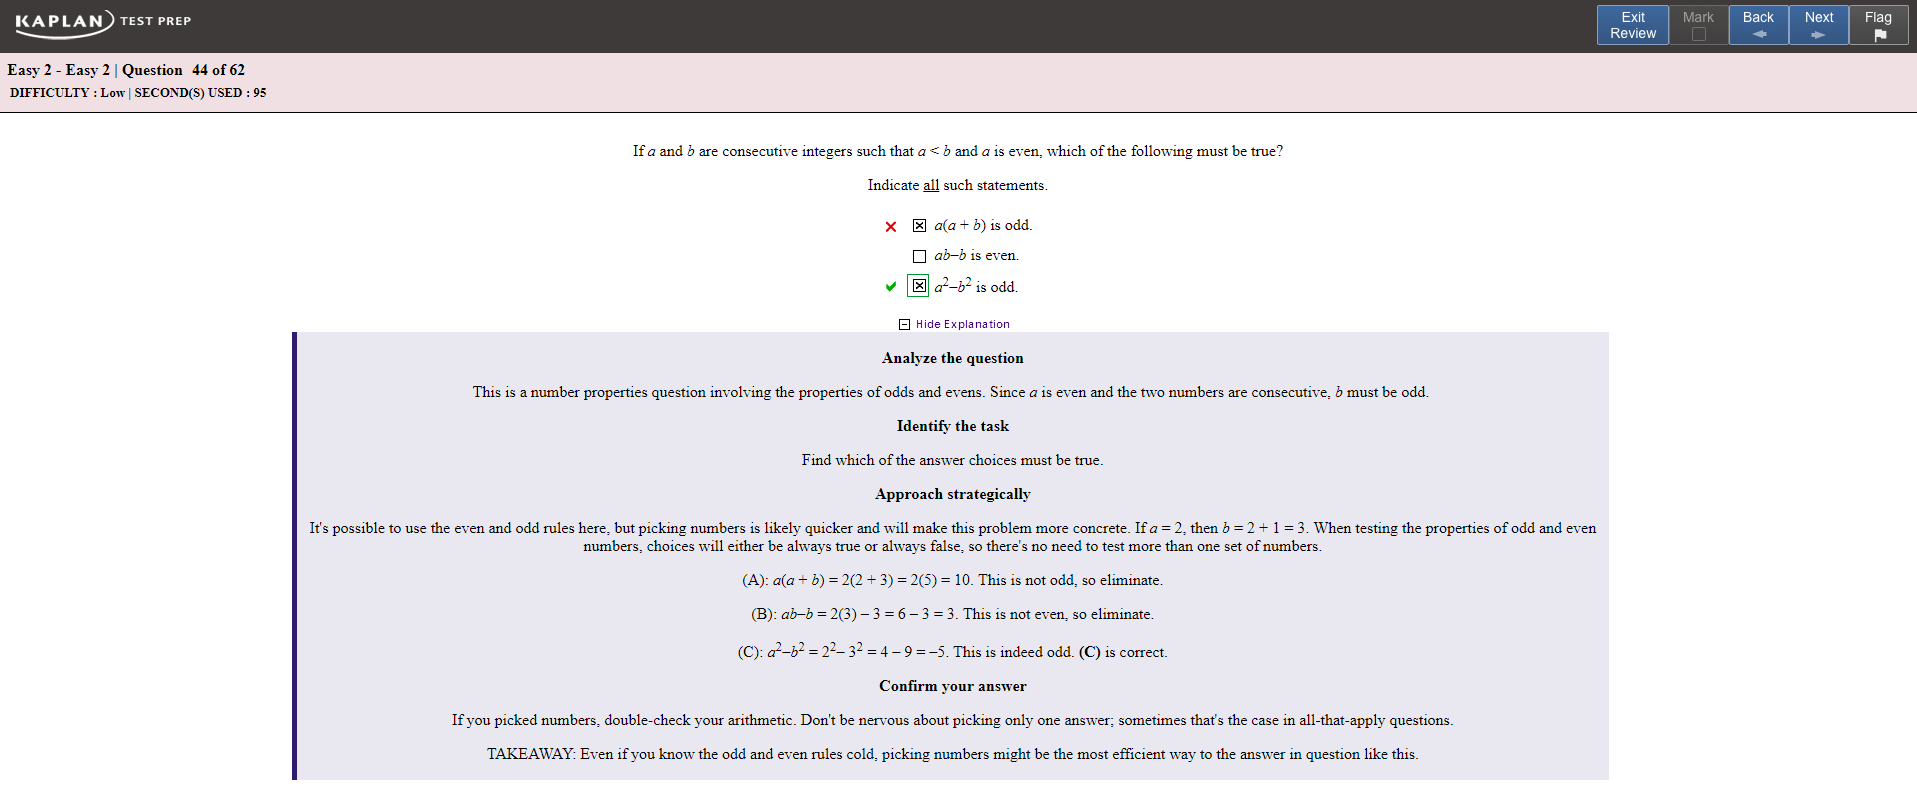 KAPLAN TEST PREP
Exit Review
Mark
Back
Next
Flag
Easy 2 - Easy 2 | Question 44 of 62
DIFFICULTY : Low | SECOND(S) USED : 95
If a and b are consecutive integers such that a < b and a is even, which of the following must be true?
Indicate all such statements.
a(a + b) is odd.
ab–b is even.
a²–b² is odd.
Hide Explanation
Analyze the question
This is a number properties question involving the properties of odds and evens. Since a is even and the two numbers are consecutive, b must be odd.
Identify the task
Find which of the answer choices must be true.
Approach strategically
It's possible to use the even and odd rules here, but picking numbers is likely quicker and will make this problem more concrete. If a = 2, then b = 2 + 1 = 3. When testing the properties of odd and even
numbers, choices will either be always true or always false, so there's no need to test more than one set of numbers.
(A): a(a + b) = 2(2 + 3) = 2(5) = 10. This is not odd, so eliminate.
(B): ab–b = 2(3) – 3 = 6 – 3 = 3. This is not even, so eliminate.
(C): a²–b² = 2²– 3² = 4 – 9 = –5. This is indeed odd. (C) is correct.
Confirm your answer
If you picked numbers, double-check your arithmetic. Don't be nervous about picking only one answer; sometimes that's the case in all-that-apply questions.
TAKEAWAY: Even if you know the odd and even rules cold, picking numbers might be the most efficient way to the answer in question like this.